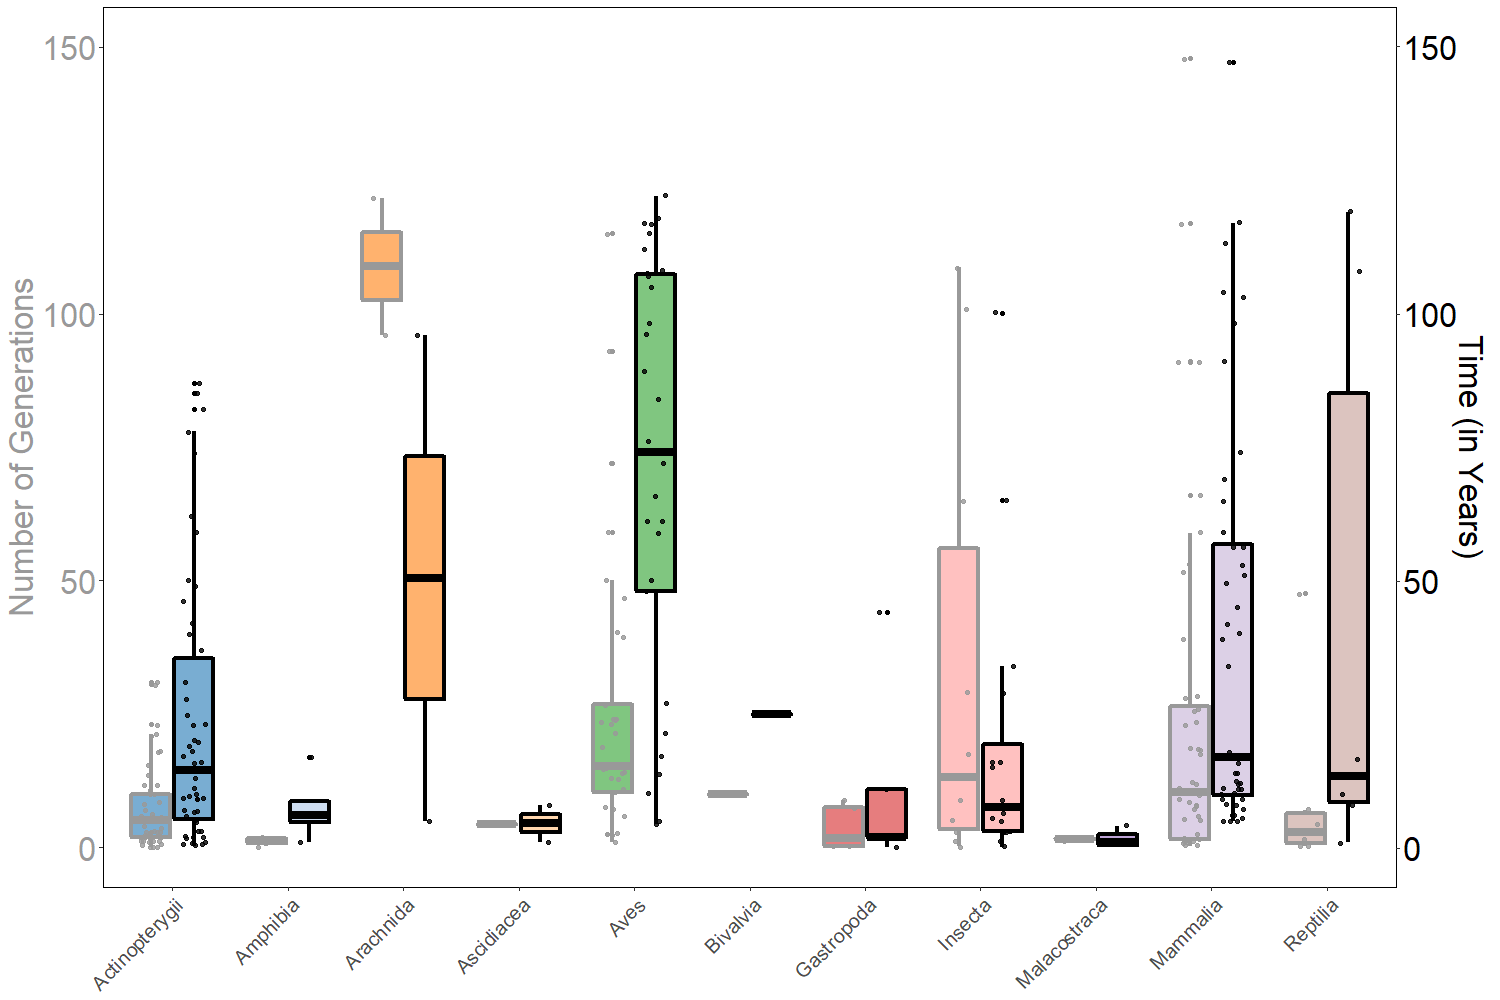 150
150
100
100
50
50
0
0
Number of Generations
Time (in Years)
Actinopterygii
Amphibia
Arachnida
Ascidiacea
Aves
Bivalvia
Gastropoda
Insecta
Malacostraca
Mammalia
Reptilia